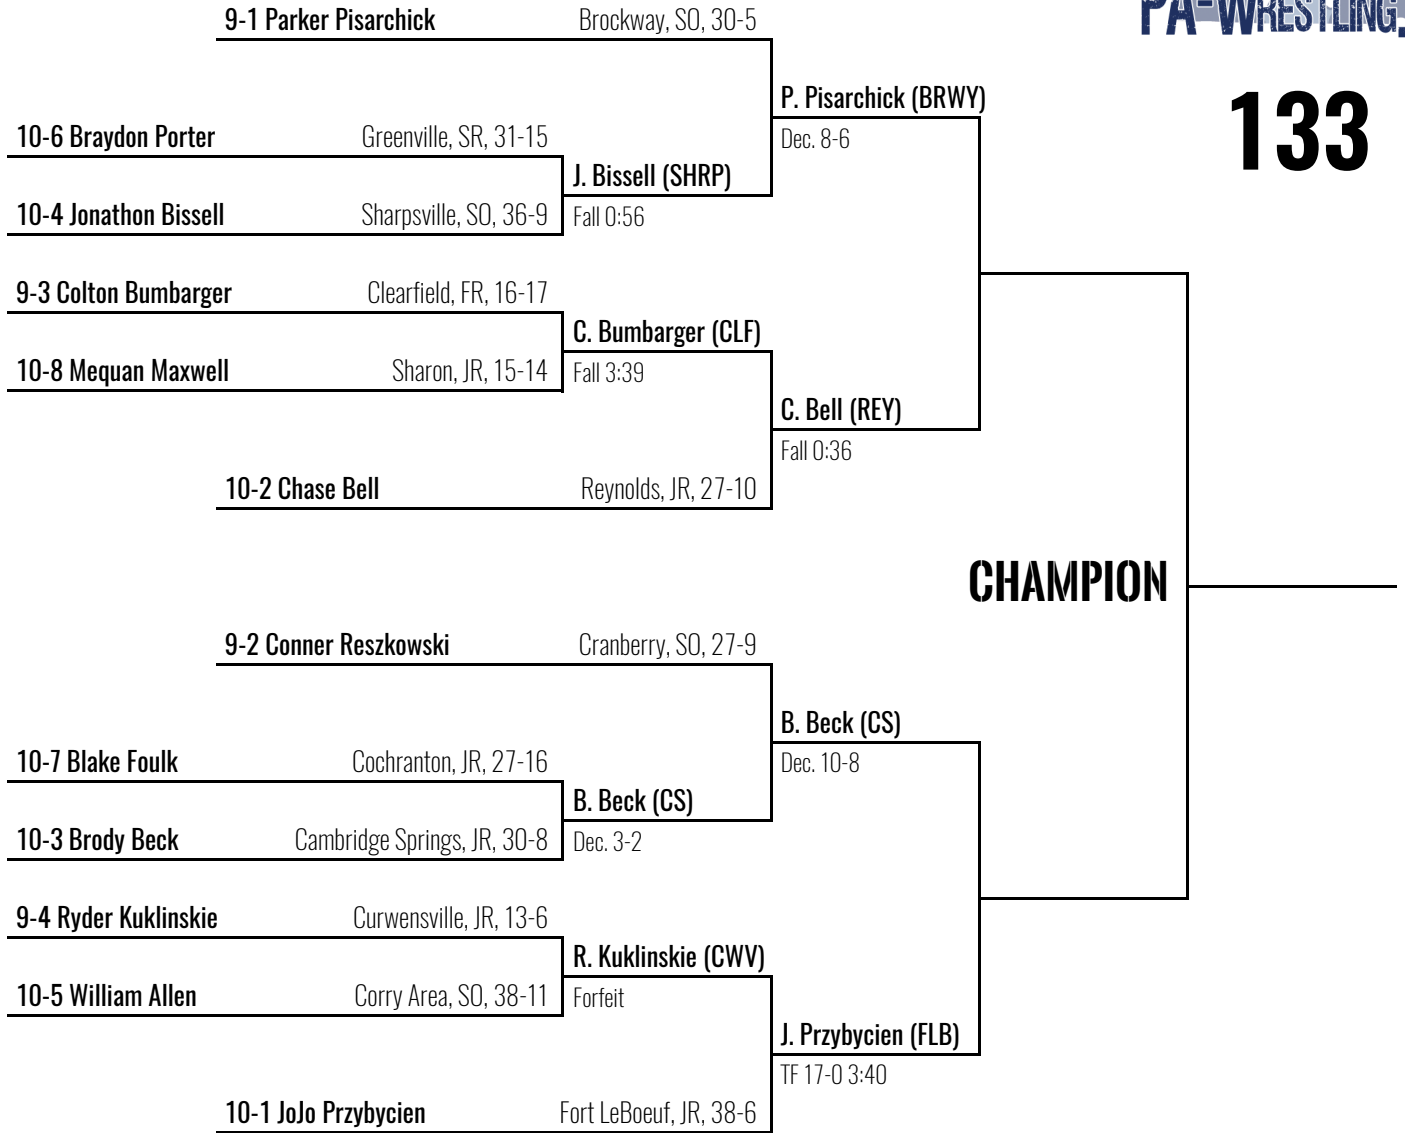 PA-WRESTLING.
133
9-1 Parker Pisarchick Brockway, SO, 30-5
P. Pisarchick (BRWY)
Dec. 8-6
10-6 Braydon Porter Greenville, SR, 31-15
J. Bissell (SHRP)
Fall 0:56
10-4 Jonathon Bissell Sharpsville, SO, 36-9
9-3 Colton Bumbarger Clearfield, FR, 16-17
C. Bumbarger (CLF)
Fall 3:39
10-8 Mequan Maxwell Sharon, JR, 15-14
C. Bell (REY)
Fall 0:36
10-2 Chase Bell Reynolds, JR, 27-10
CHAMPION
9-2 Conner Reszkowski Cranberry, SO, 27-9
B. Beck (CS)
Dec. 10-8
10-7 Blake Foulk Cochranton, JR, 27-16
B. Beck (CS)
Dec. 3-2
10-3 Brody Beck Cambridge Springs, JR, 30-8
9-4 Ryder Kuklinskie Curwensville, JR, 13-6
R. Kuklinskie (CWV)
Forfeit
10-5 William Allen Corry Area, SO, 38-11
J. Przybycien (FLB)
TF 17-0 3:40
10-1 JoJo Przybycien Fort LeBoeuf, JR, 38-6